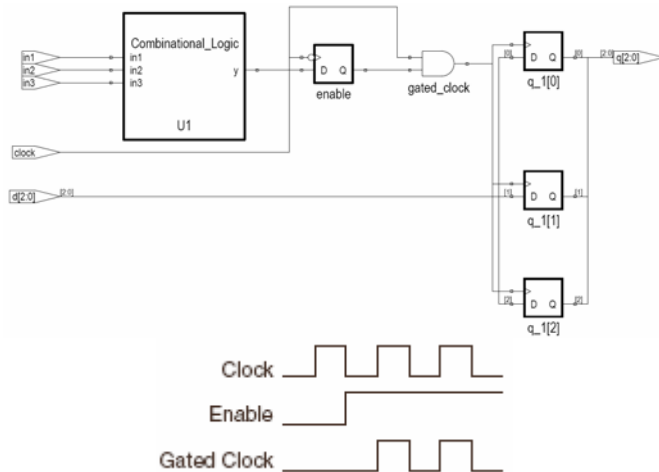 Combinational_Logic
in1 in1
in2 in2 y
in3 in3
U1
D Q
enable
gated_clock
[0] D Q [0] [2:0] q[2:0]
q_1[0]
clock
d[2:0] [2:0]
[1] D Q [1]
q_1[1]
[2] D Q [2]
q_1[2]
Clock
Enable
Gated Clock